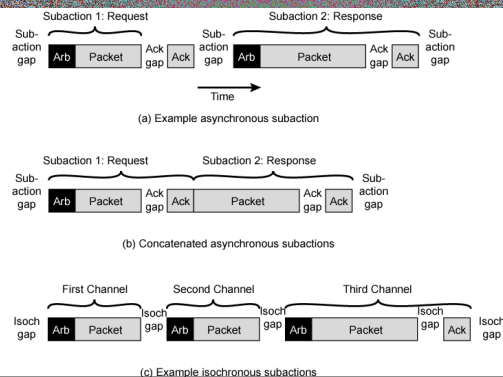 Subaction 1: Request
Subaction 2: Response
Sub-
action
gap
Arb
Packet
Ack
gap
Ack
Sub-
action
gap
Arb
Packet
Ack
gap
Ack
Sub-
action
gap
Time
(a) Example asynchronous subaction
Subaction 1: Request
Subaction 2: Response
Sub-
action
gap
Arb
Packet
Ack
gap
Ack
Packet
Ack
gap
Ack
Sub-
action
gap
(b) Concatenated asynchronous subactions
First Channel
Second Channel
Third Channel
Isoch
gap
Arb
Packet
Isoch
gap
Arb
Packet
Isoch
gap
Arb
Packet
Isoch
gap
Ack
Isoch
gap
(c) Example isochronous subactions